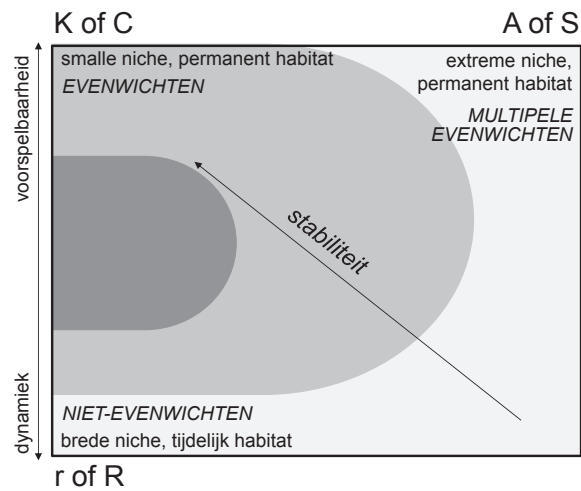 K of C
A of S
voorspelbaarheid
smalle niche, permanent habitat
EVENWICHTEN
extreme niche,
permanent habitat
MULTIPELE
EVENWICHTEN
stabiliteit
dynamiek
NIET-EVENWICHTEN
brede niche, tijdelijk habitat
r of R